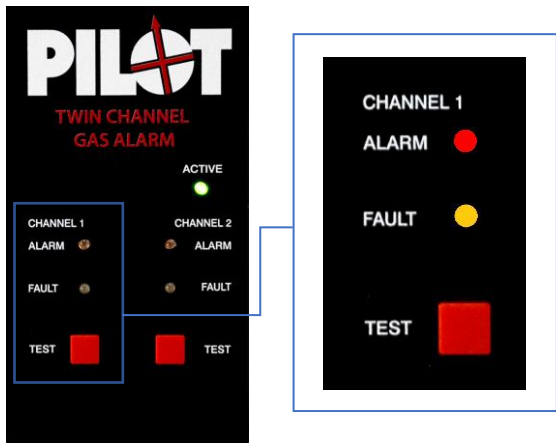 PILOT
TWIN CHANNEL
GAS ALARM
ACTIVE
CHANNEL 1
ALARM
FAULT
TEST
CHANNEL 2
ALARM
FAULT
TEST
CHANNEL 1
ALARM
FAULT
TEST